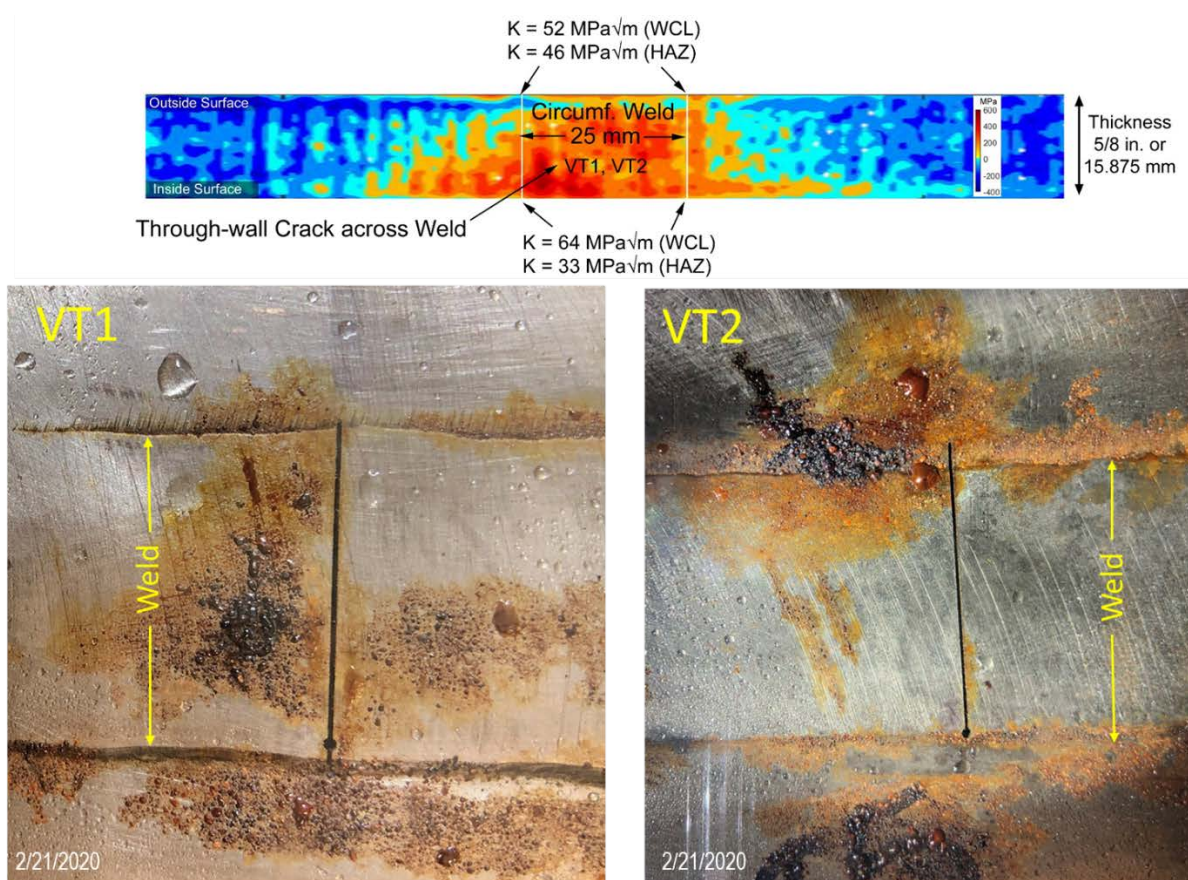 K = 52 MPa√m (WCL)
K = 46 MPa√m (HAZ)
Outside Surface
Circumf. Weld
25 mm
VT1, VT2
Inside Surface
MPa
600
400
200
0
-200
-400
Thickness
5/8 in. or
15.875 mm
Through-wall Crack across Weld
K = 64 MPa√m (WCL)
K = 33 MPa√m (HAZ)
VT1
Weld
2/21/2020
VT2
Weld
2/21/2020